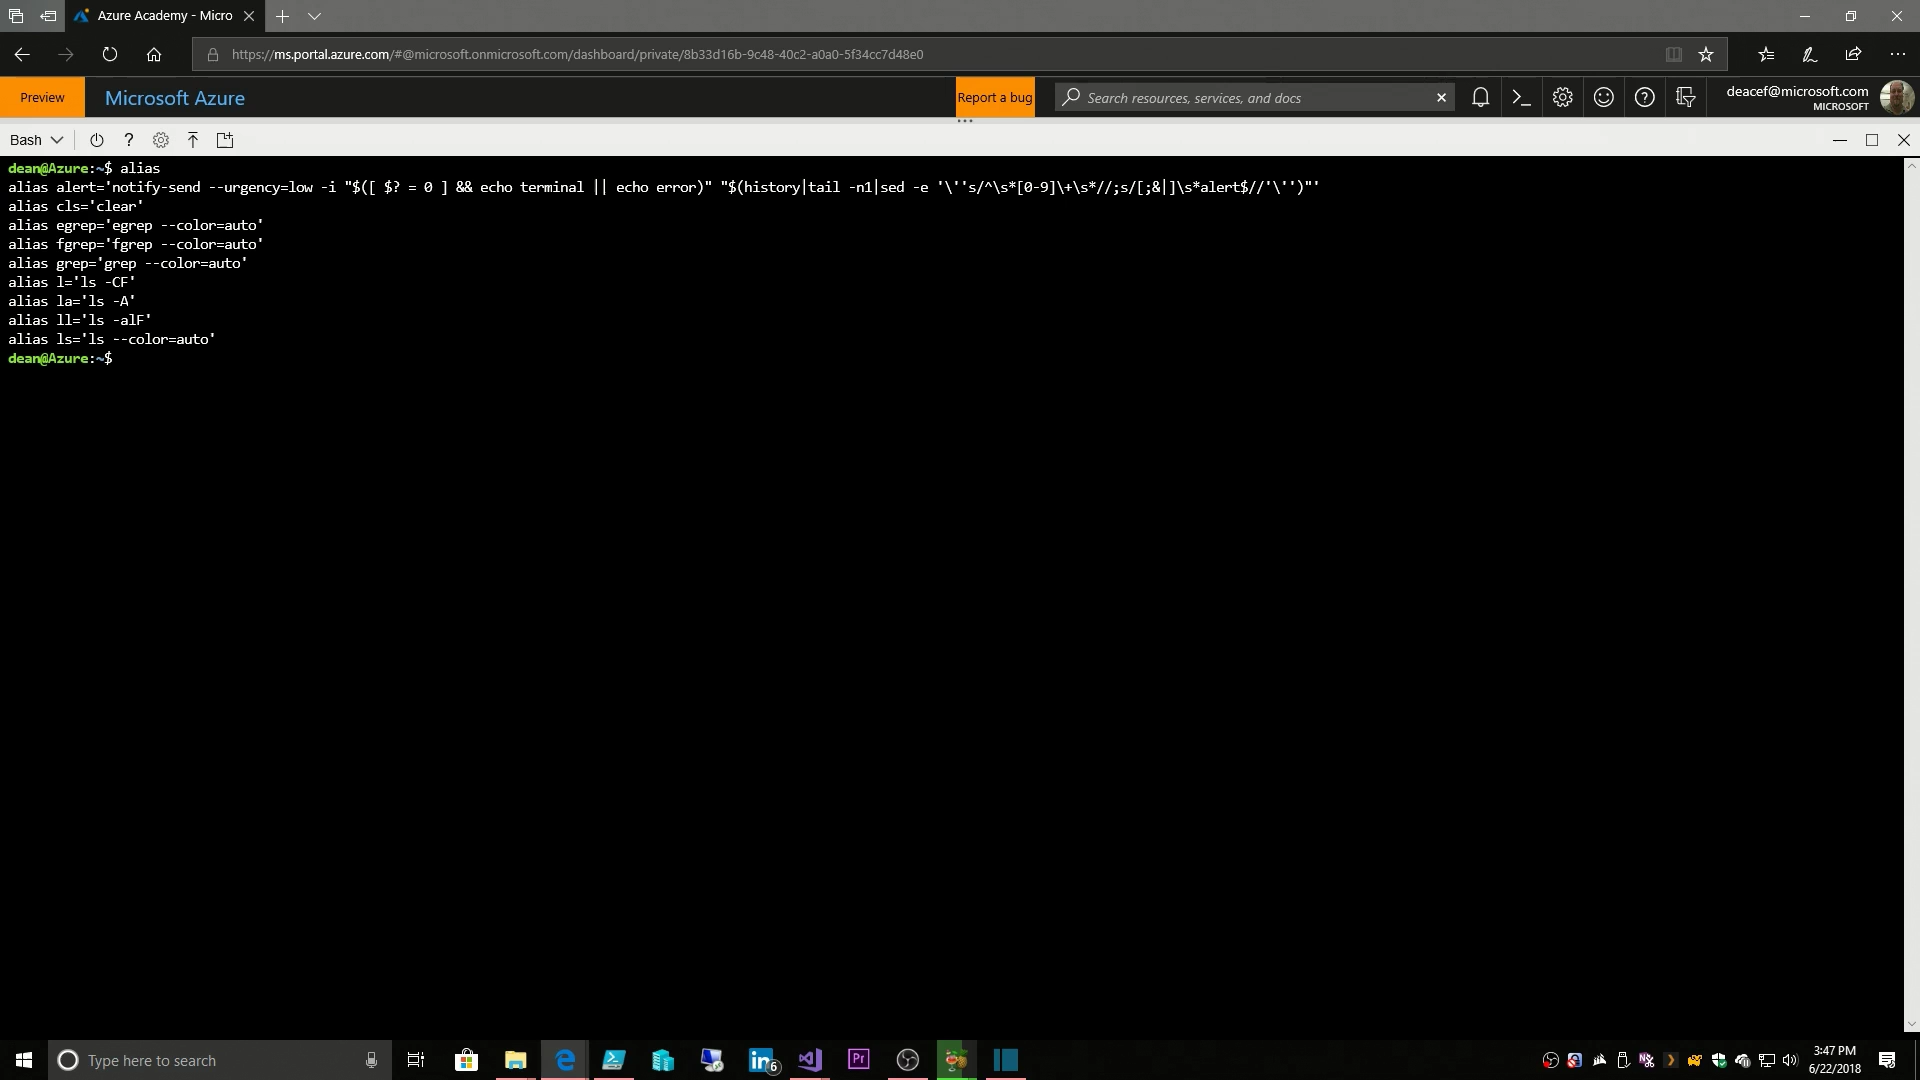 Azure Academy - Micro
https://ms.portal.azure.com/#@microsoft.onmicrosoft.com/dashboard/private/8b33d16b-9c48-40c2-a0a0-5f34cc7d48e0
Preview
Microsoft Azure
Report a bug
Search resources, services, and docs
deacef@microsoft.com
MICROSOFT
Bash
dean@Azure:~$ alias
alias alert='notify-send --urgency=low -i "$([ $? = 0 ] && echo terminal || echo error)" "$(history|tail -n1|sed -e '\''s/^\s*[0-9]\+\s*//;s/[;&|]\s*alert$//'\'')"'
alias cls='clear'
alias egrep='egrep --color=auto'
alias fgrep='fgrep --color=auto'
alias grep='grep --color=auto'
alias l='ls -CF'
alias la='ls -A'
alias ll='ls -alF'
alias ls='ls --color=auto'
dean@Azure:~$
Type here to search
in
6
Pr
3:47 PM
6/22/2018